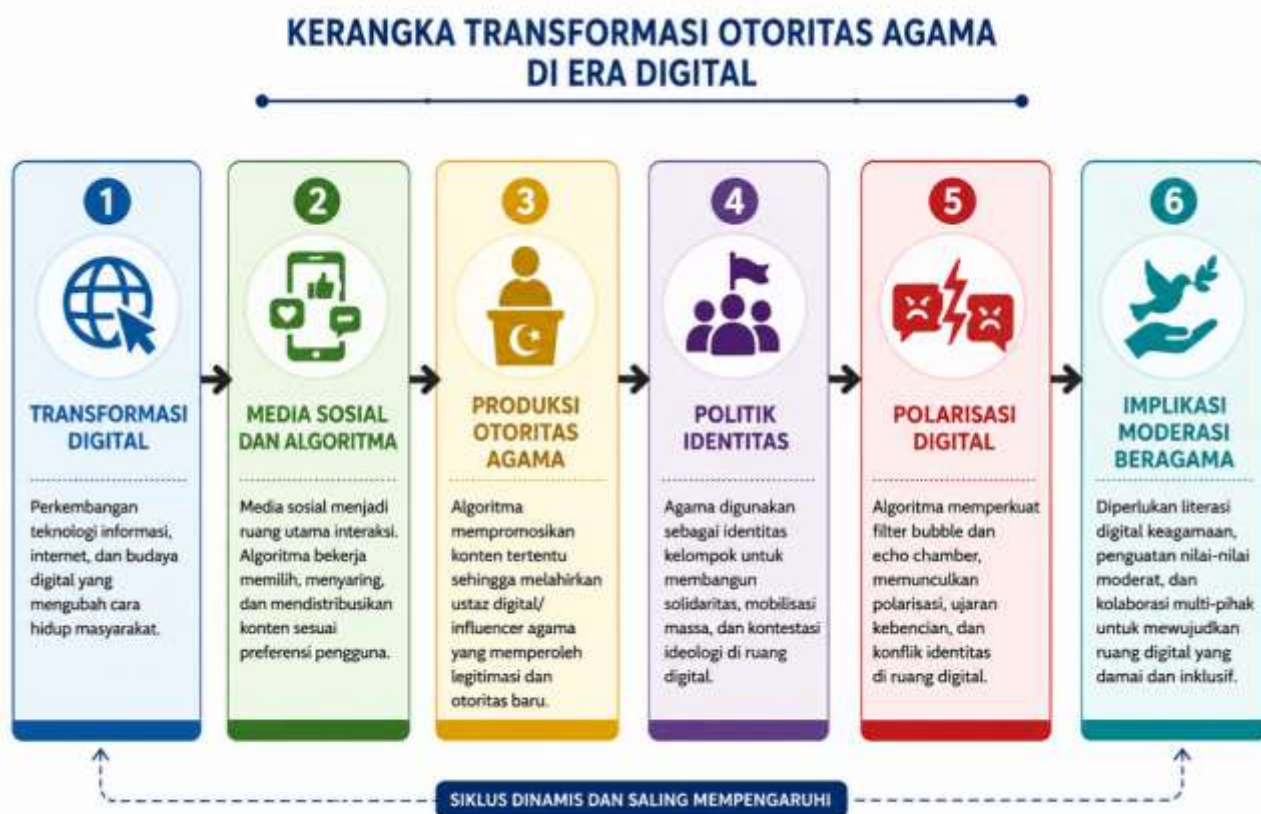 KERANGKA TRANSFORMASI OTORITAS AGAMA
DI ERA DIGITAL
1
TRANSFORMASI
DIGITAL
Perkembangan
teknologi informasi,
internet, dan budaya
digital yang
mengubah cara
hidup masyarakat.
2
MEDIA SOSIAL
DAN ALGORITMA
Media sosial menjadi
ruang utama interaksi.
Algoritma bekerja
memilih, menyaring,
dan mendistribusikan
konten sesuai
preferensi pengguna.
3
PRODUKSI
OTORITAS
AGAMA
Algoritma
mempromosikan
konten tertentu
sehingga melahirkan
ustaz digital/
influencer agama
yang memperoleh
legitimasi dan
otoritas baru.
4
POLITIK
IDENTITAS
Agama digunakan
sebagai identitas
kelompok untuk
membangun
solidaritas, mobilisasi
massa, dan kontestasi
ideologi di ruang
digital.
5
POLARISASI
DIGITAL
Algoritma memperkuat
filter bubble dan
echo chamber,
memunculkan
polarisasi, ujaran
kebencian, dan
konflik identitas
di ruang digital.
6
IMPLIKASI
MODERASI
BERAGAMA
Diperlukan literasi
digital keagamaan,
penguatan nilai-nilai
moderat, dan
kolaborasi multi-pihak
untuk mewujudkan
ruang digital yang
damai dan inklusif.
SIKLUS DINAMIS DAN SALING MEMPENGARUHI